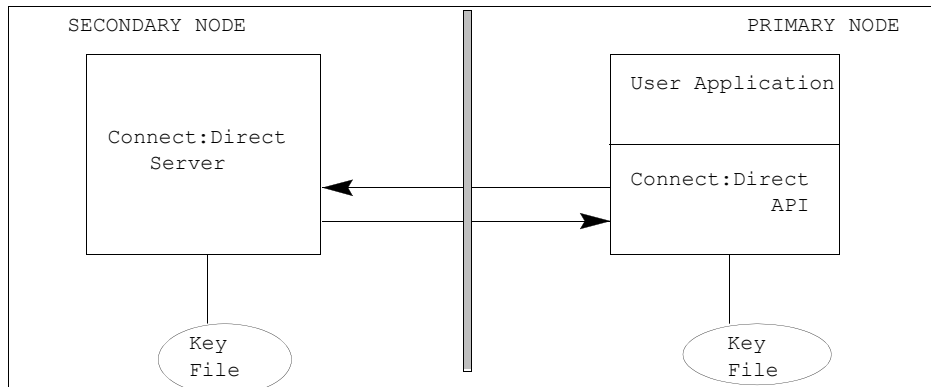 SECONDARY NODE
PRIMARY NODE
Connect:Direct
Server
User Application
Connect:Direct
API
Key
File
Key
File